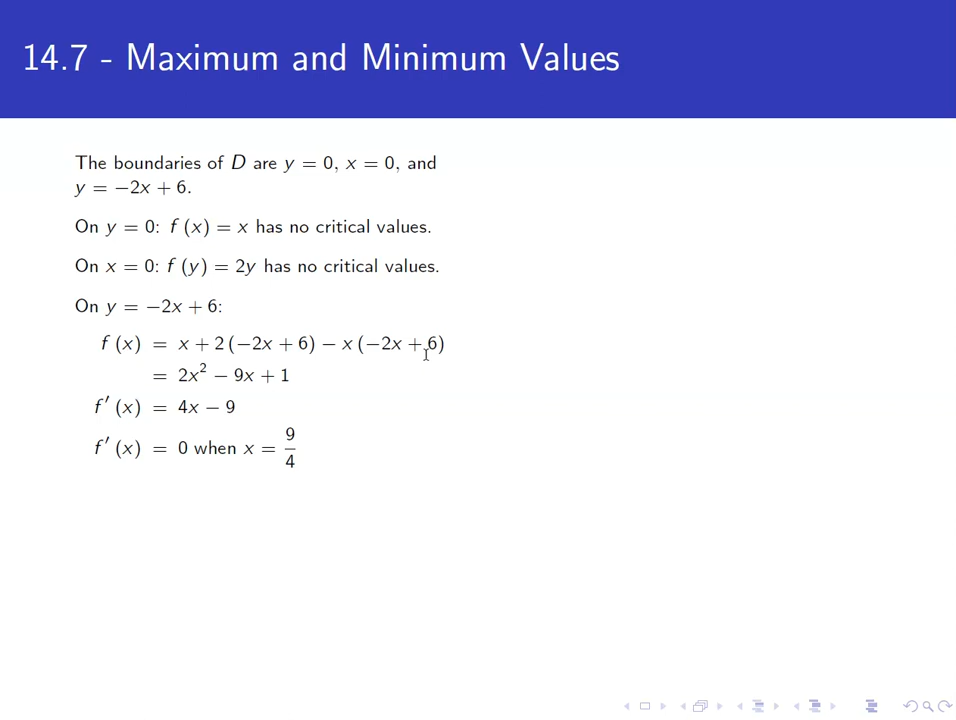 14.7 - Maximum and Minimum Values
The boundaries of D are y = 0, x = 0, and
y = −2x + 6.
On y = 0: f (x) = x has no critical values.
On x = 0: f (y) = 2y has no critical values.
On y = −2x + 6:
f (x) = x + 2 (−2x + 6) − x (−2x + 6)
= 2x² − 9x + 1
f′ (x) = 4x − 9
f′ (x) = 0 when x = 9/4